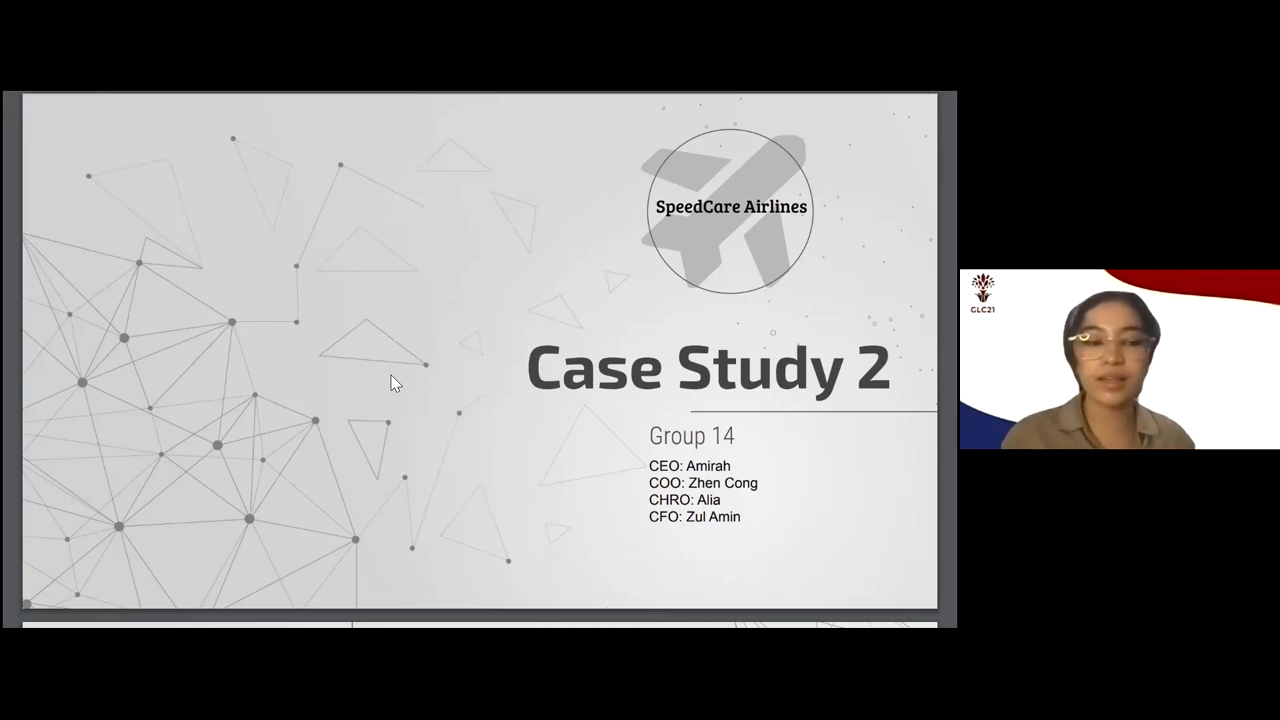 SpeedCare Airlines
Case Study 2
Group 14
CEO: Amirah
COO: Zhen Cong
CHRO: Alia
CFO: Zul Amin
GLC21